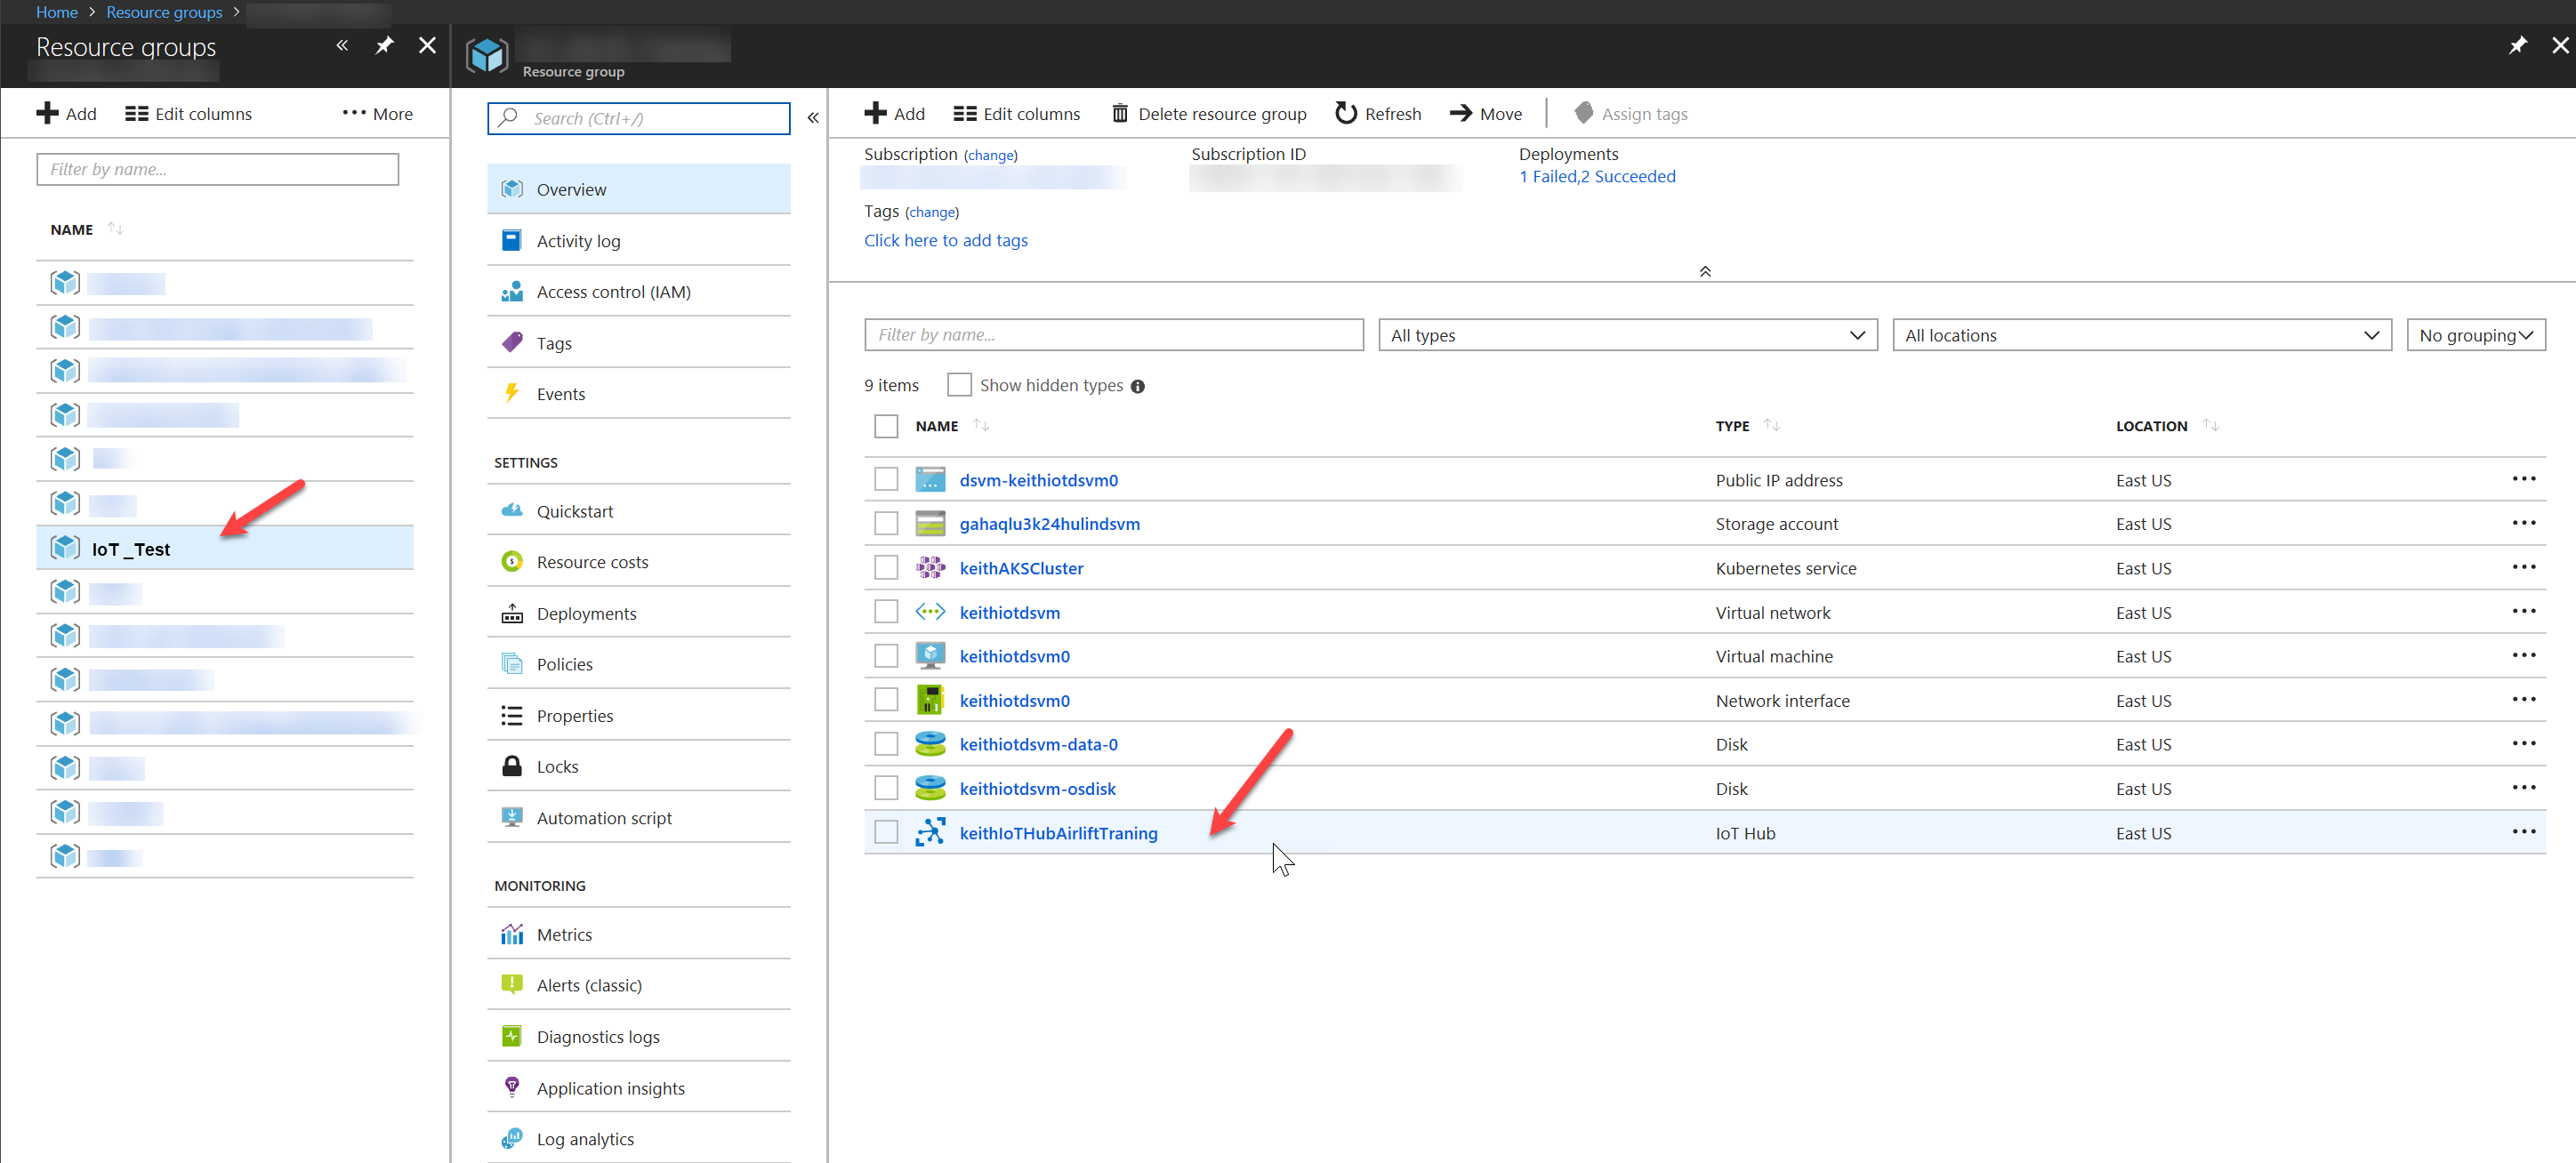 Home > Resource groups >
Resource groups
Resource group
Add
Edit columns
More
Filter by name...
NAME
IoT _Test
Search (Ctrl+/)
Overview
Activity log
Access control (IAM)
Tags
Events
SETTINGS
Quickstart
Resource costs
Deployments
Policies
Properties
Locks
Automation script
MONITORING
Metrics
Alerts (classic)
Diagnostics logs
Application insights
Log analytics
Add
Edit columns
Delete resource group
Refresh
Move
Assign tags
Subscription (change)
Subscription ID
Deployments
1 Failed,2 Succeeded
Tags (change)
Click here to add tags
Filter by name...
All types
All locations
No grouping
9 items
Show hidden types
NAME TYPE LOCATION
dsvm-keithiotdsvm0 Public IP address East US
gahaqlu3k24hulindsvm Storage account East US
keithAKSCluster Kubernetes service East US
keithiotdsvm Virtual network East US
keithiotdsvm0 Virtual machine East US
keithiotdsvm0 Network interface East US
keithiotdsvm-data-0 Disk East US
keithiotdsvm-osdisk Disk East US
keithIoTHubAirliftTraning IoT Hub East US